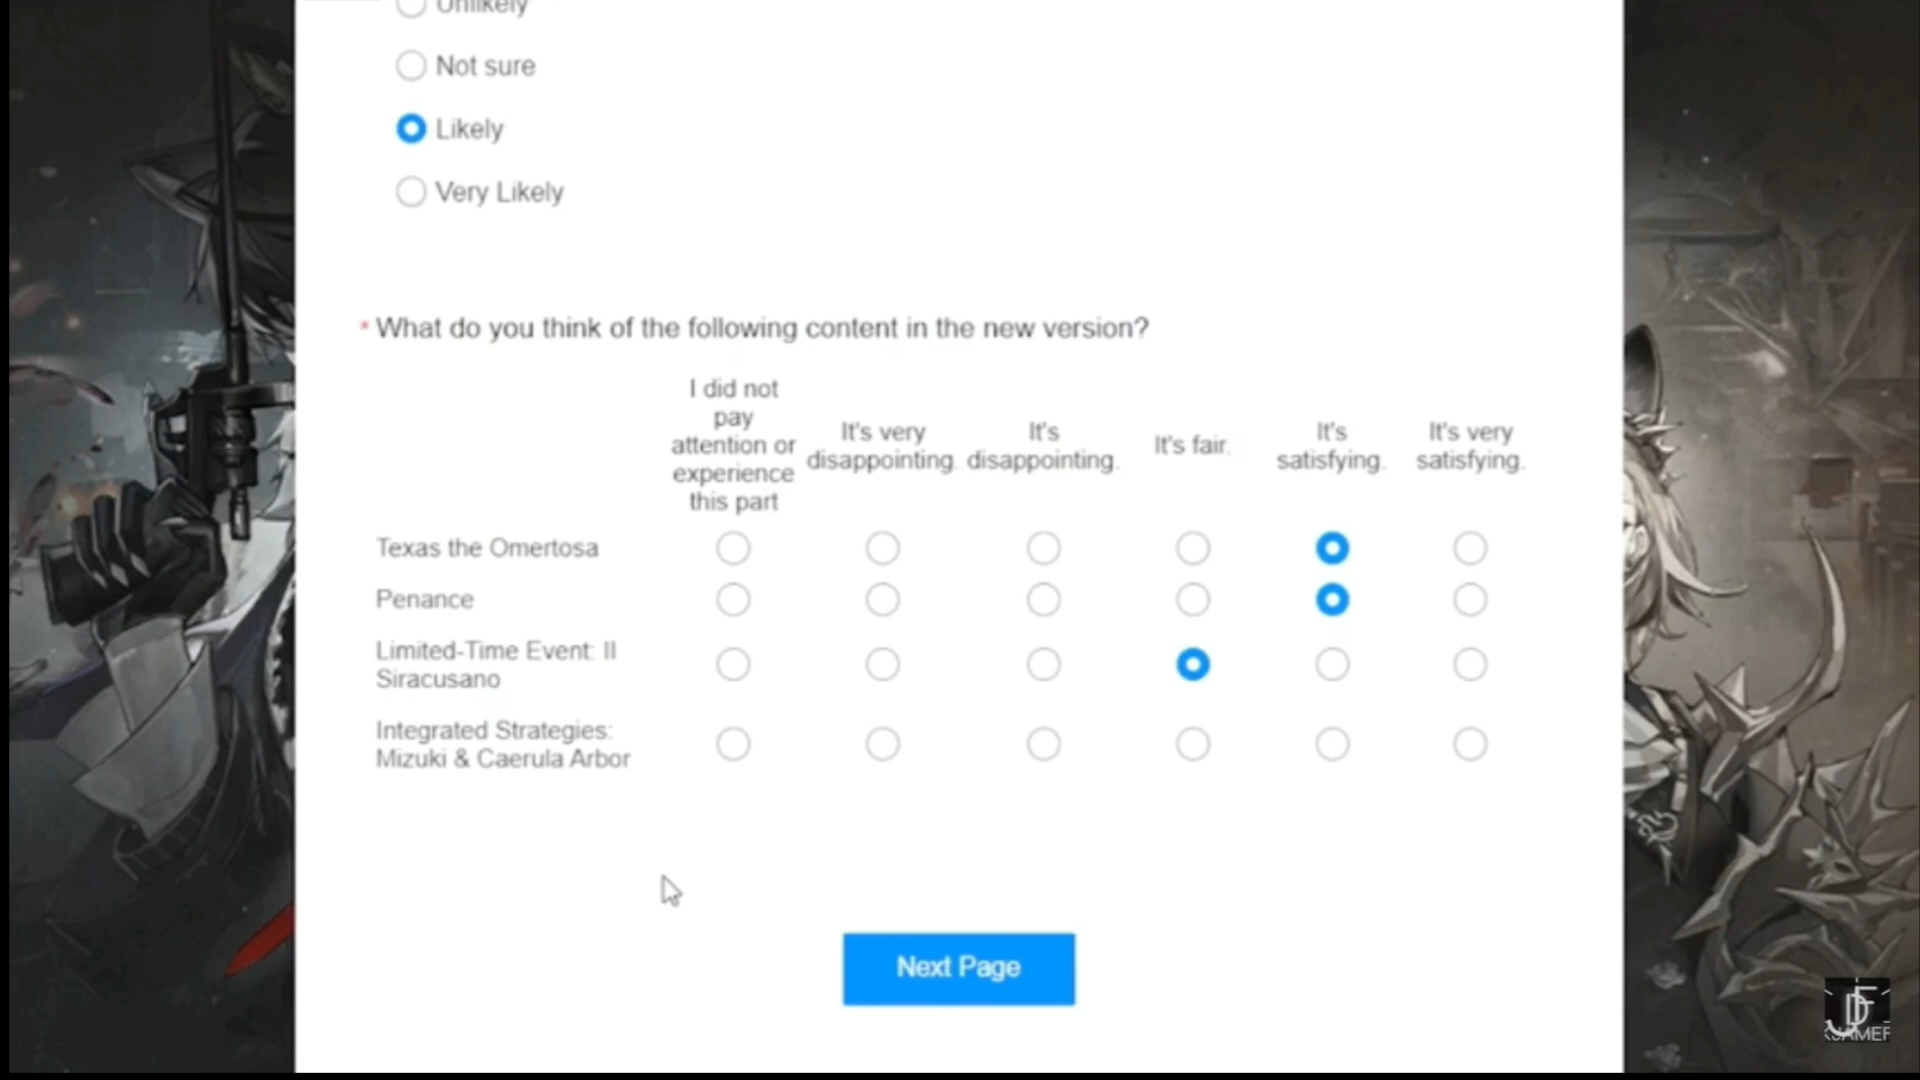 Unlikely
Not sure
Likely
Very Likely
* What do you think of the following content in the new version?
I did not
pay
attention or
experience
this part
It's very
disappointing.
It's
disappointing.
It's fair.
It's
satisfying.
It's very
satisfying.
Texas the Omertosa
Penance
Limited-Time Event: Il
Siracusano
Integrated Strategies:
Mizuki & Caerula Arbor
Next Page